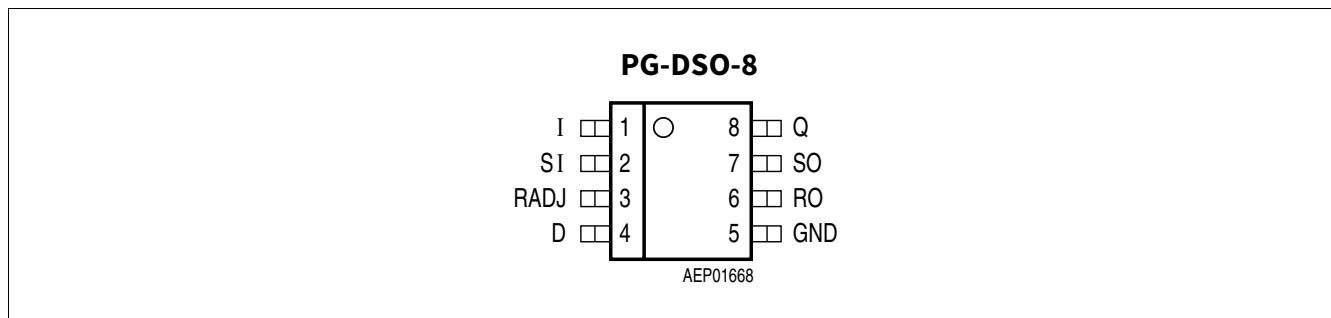 PG-DSO-8
I 1 8 Q
SI 2 7 SO
RADJ 3 6 RO
D 4 5 GND
AEP01668